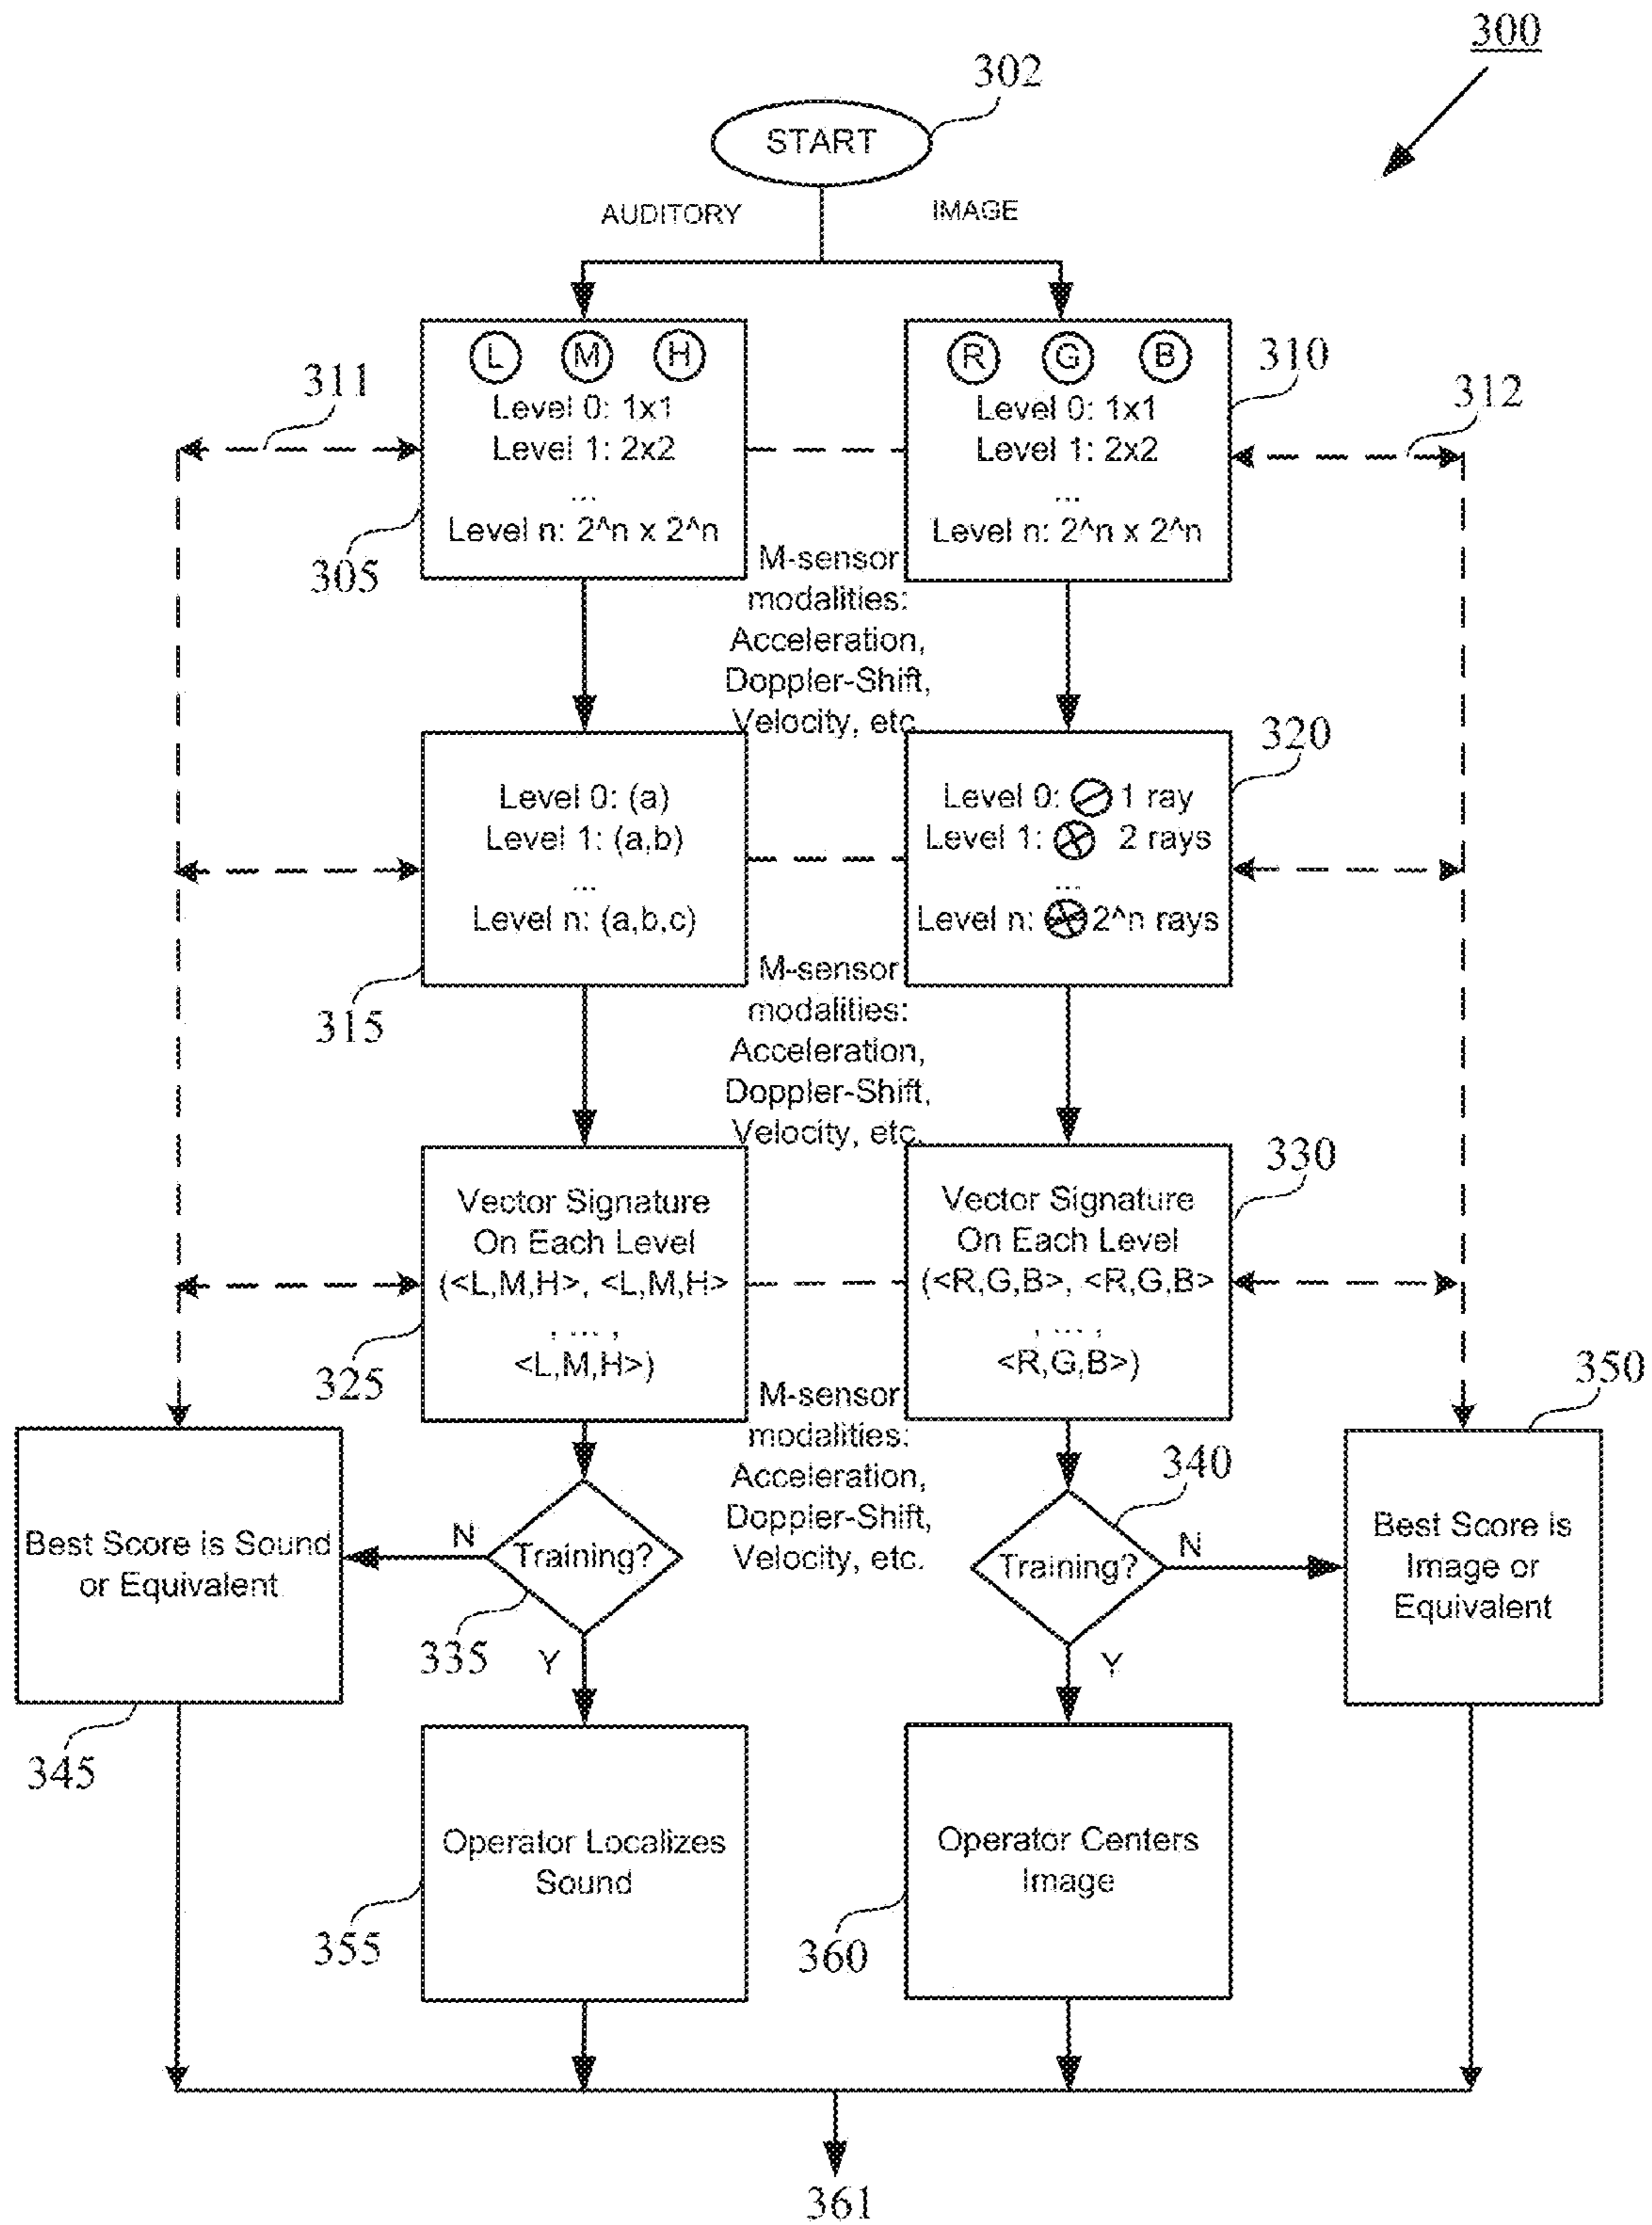 300
302
START
AUDITORY
IMAGE
L M H
Level 0: 1x1
Level 1: 2x2
...
Level n: 2^n x 2^n
R G B
Level 0: 1x1
Level 1: 2x2
...
Level n: 2^n x 2^n
310
311
312
305
M-sensor
modalities:
Acceleration,
Doppler-Shift,
Velocity, etc.
320
Level 0: (a)
Level 1: (a,b)
...
Level n: (a,b,c)
Level 0: 1 ray
Level 1: 2 rays
...
Level n: 2^n rays
315
M-sensor
modalities:
Acceleration,
Doppler-Shift,
Velocity, etc.
330
Vector Signature
On Each Level
(<L,M,H>, <L,M,H>
, ... ,
<L,M,H>)
Vector Signature
On Each Level
(<R,G,B>, <R,G,B>
, ... ,
<R,G,B>)
325
350
M-sensor
modalities:
Acceleration,
Doppler-Shift,
Velocity, etc.
340
Best Score is Sound
or Equivalent
N
Training?
Y
335
Training?
N
Y
Best Score is
Image or
Equivalent
345
Operator Localizes
Sound
Operator Centers
Image
355
360
361